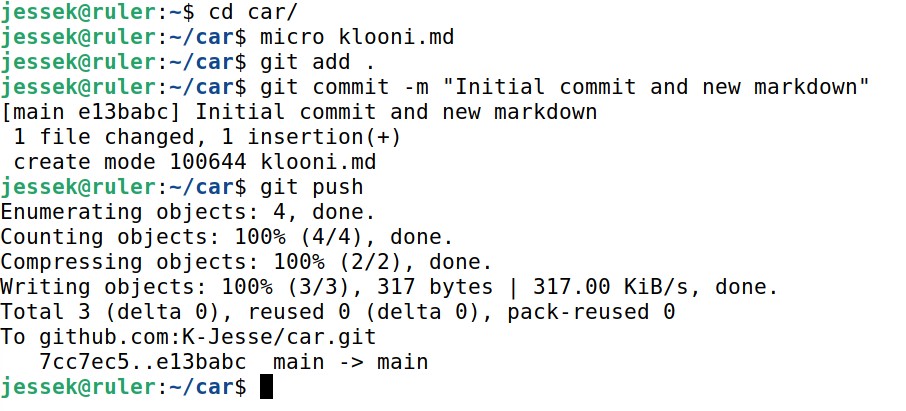 jessek@ruler:~$ cd car/
jessek@ruler:~/car$ micro klooni.md
jessek@ruler:~/car$ git add .
jessek@ruler:~/car$ git commit -m "Initial commit and new markdown"
[main e13babc] Initial commit and new markdown
 1 file changed, 1 insertion(+)
 create mode 100644 klooni.md
jessek@ruler:~/car$ git push
Enumerating objects: 4, done.
Counting objects: 100% (4/4), done.
Compressing objects: 100% (2/2), done.
Writing objects: 100% (3/3), 317 bytes | 317.00 KiB/s, done.
Total 3 (delta 0), reused 0 (delta 0), pack-reused 0
To github.com:K-Jesse/car.git
   7cc7ec5..e13babc  main -> main
jessek@ruler:~/car$